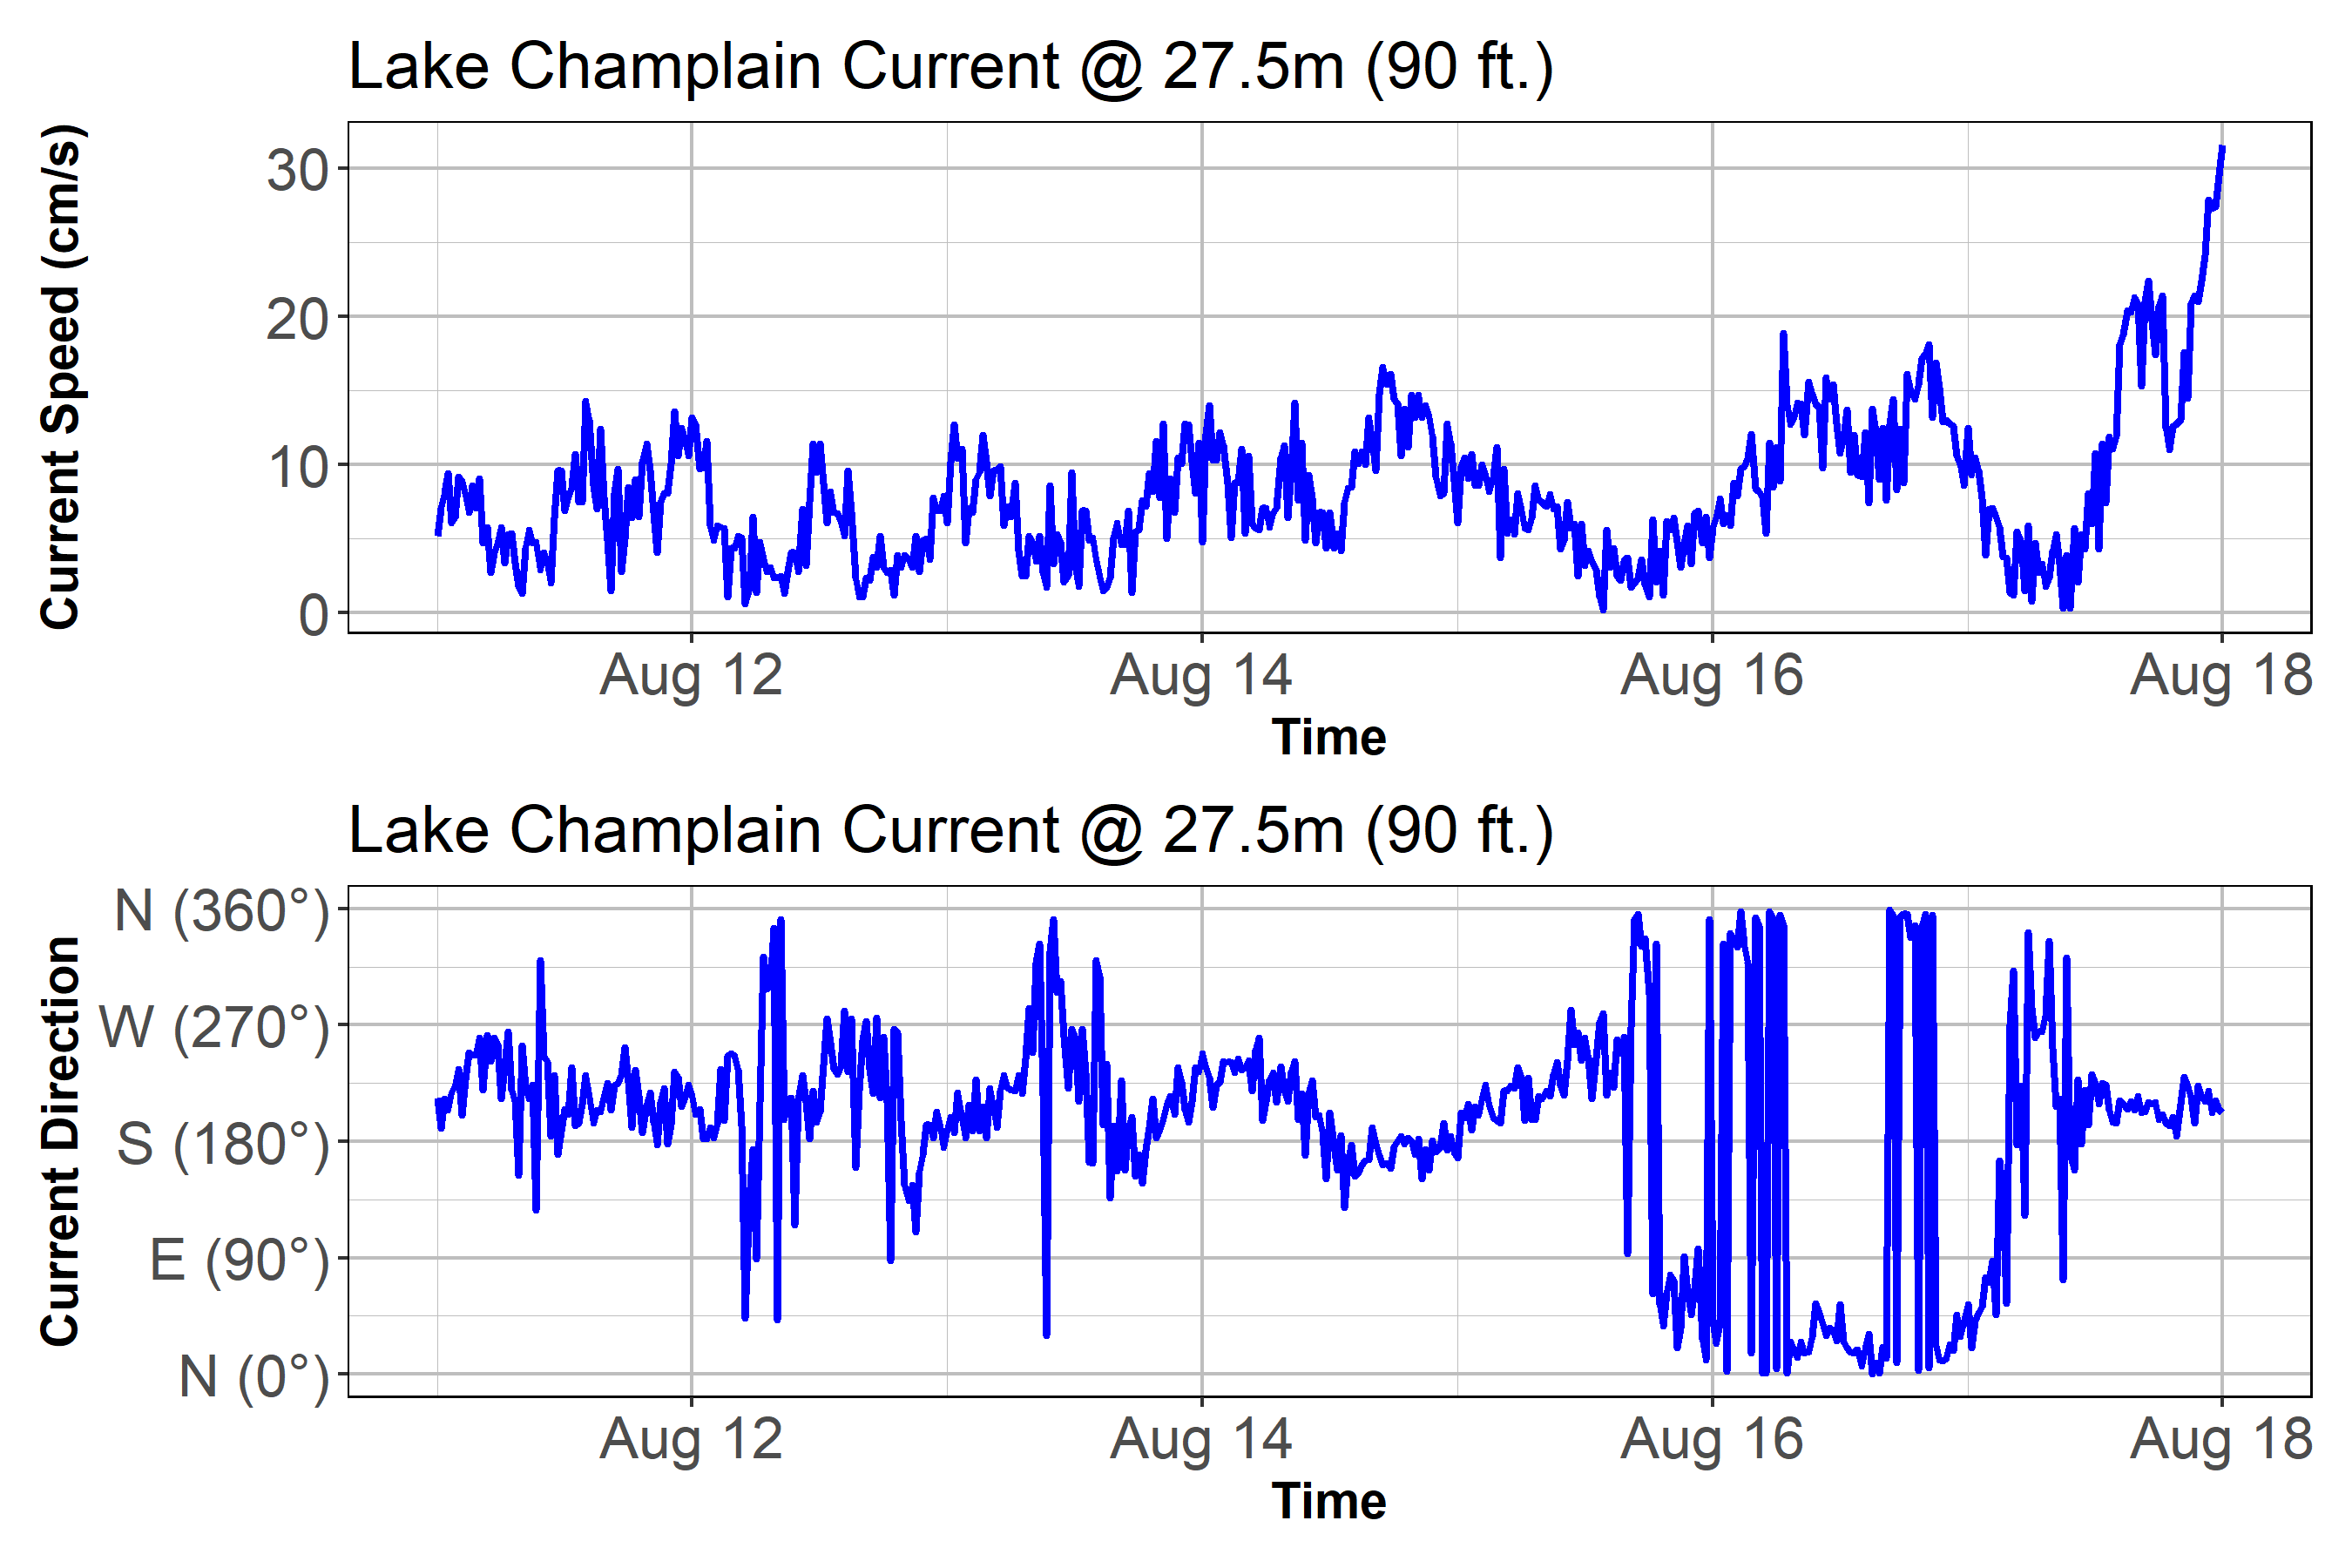 Lake Champlain Current @ 27.5m (90 ft.)
Current Speed (cm/s)
30
20
10
0
Aug 12 Aug 14 Aug 16 Aug 18
Time
Lake Champlain Current @ 27.5m (90 ft.)
Current Direction
N (360°)
W (270°)
S (180°)
E (90°)
N (0°)
Aug 12 Aug 14 Aug 16 Aug 18
Time